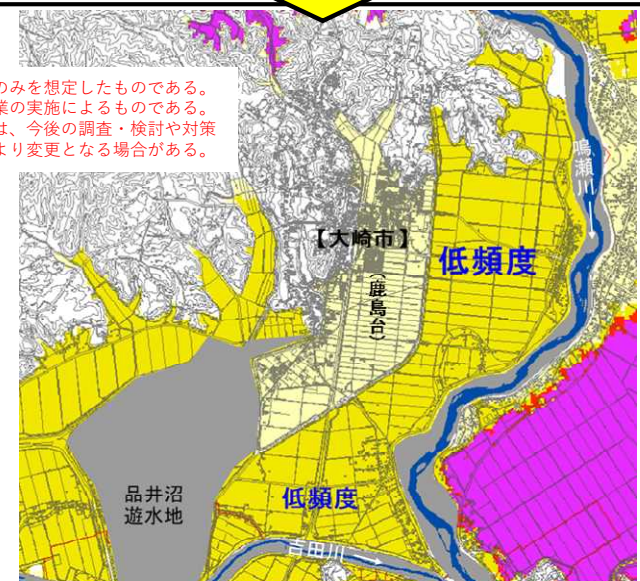 のみを想定したものである。
業の実施によるものである。
は、今後の調査・検討や対策
より変更となる場合がある。
鳴瀬川
【大崎市】
低頻度
（鹿島台）
品井沼
遊水地
低頻度
吉田川